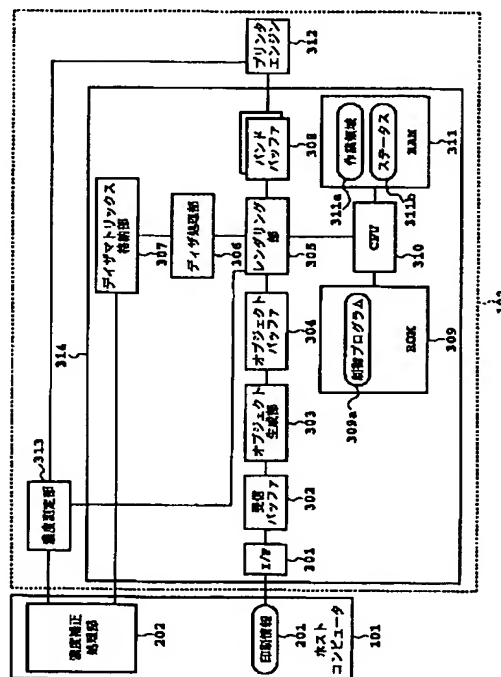 濃度補正
処理部
202
印刷情報
201
ホスト
コンピュータ
101
濃度測定部
313
314
I/F
301
受信
バッファ
302
オブジェクト
生成部
303
オブジェクトバッファ
304
レンダリング
部
305
ディザ処理部
306
ディザマトリックス
格納部
307
バンド
バッファ
308
プリンタ
エンジン
312
制御プログラム
309a
ROM
309
CPU
310
作業領域
311a
ステータス
311b
RAM
311
102